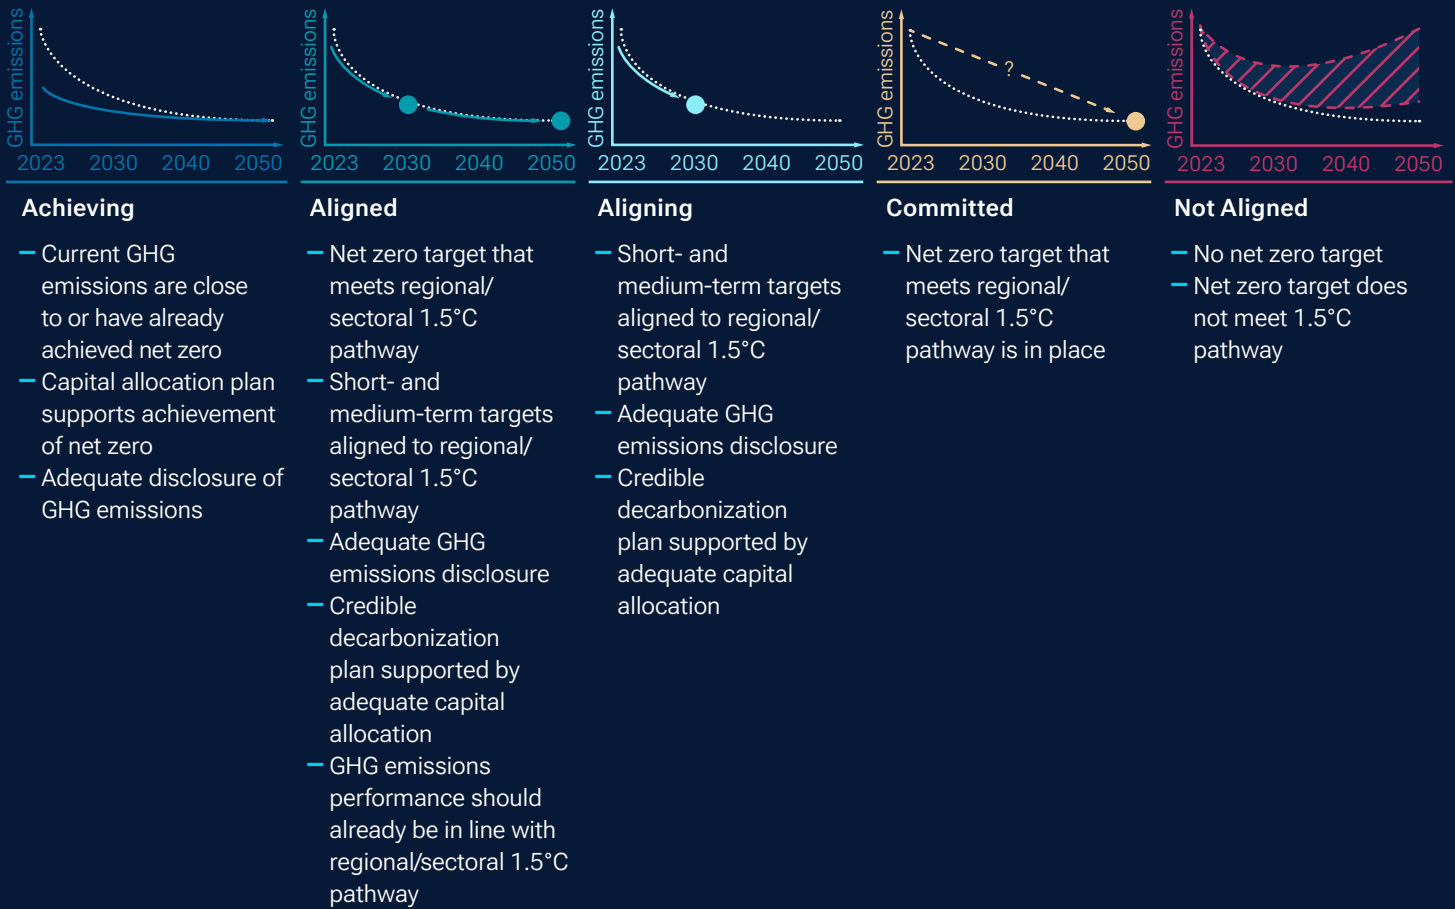 GHG emissions
2023 2030 2040 2050
Achieving
– Current GHG
emissions are close
to or have already
achieved net zero
– Capital allocation plan
supports achievement
of net zero
– Adequate disclosure of
GHG emissions
GHG emissions
2023 2030 2040 2050
Aligned
– Net zero target that
meets regional/
sectoral 1.5°C
pathway
– Short- and
medium-term targets
aligned to regional/
sectoral 1.5°C
pathway
– Adequate GHG
emissions disclosure
– Credible
decarbonization
plan supported by
adequate capital
allocation
– GHG emissions
performance should
already be in line with
regional/sectoral 1.5°C
pathway
GHG emissions
2023 2030 2040 2050
Aligning
– Short- and
medium-term targets
aligned to regional/
sectoral 1.5°C
pathway
– Adequate GHG
emissions disclosure
– Credible
decarbonization
plan supported by
adequate capital
allocation
GHG emissions
?
2023 2030 2040 2050
Committed
– Net zero target that
meets regional/
sectoral 1.5°C
pathway is in place
GHG emissions
2023 2030 2040 2050
Not Aligned
– No net zero target
– Net zero target does
not meet 1.5°C
pathway